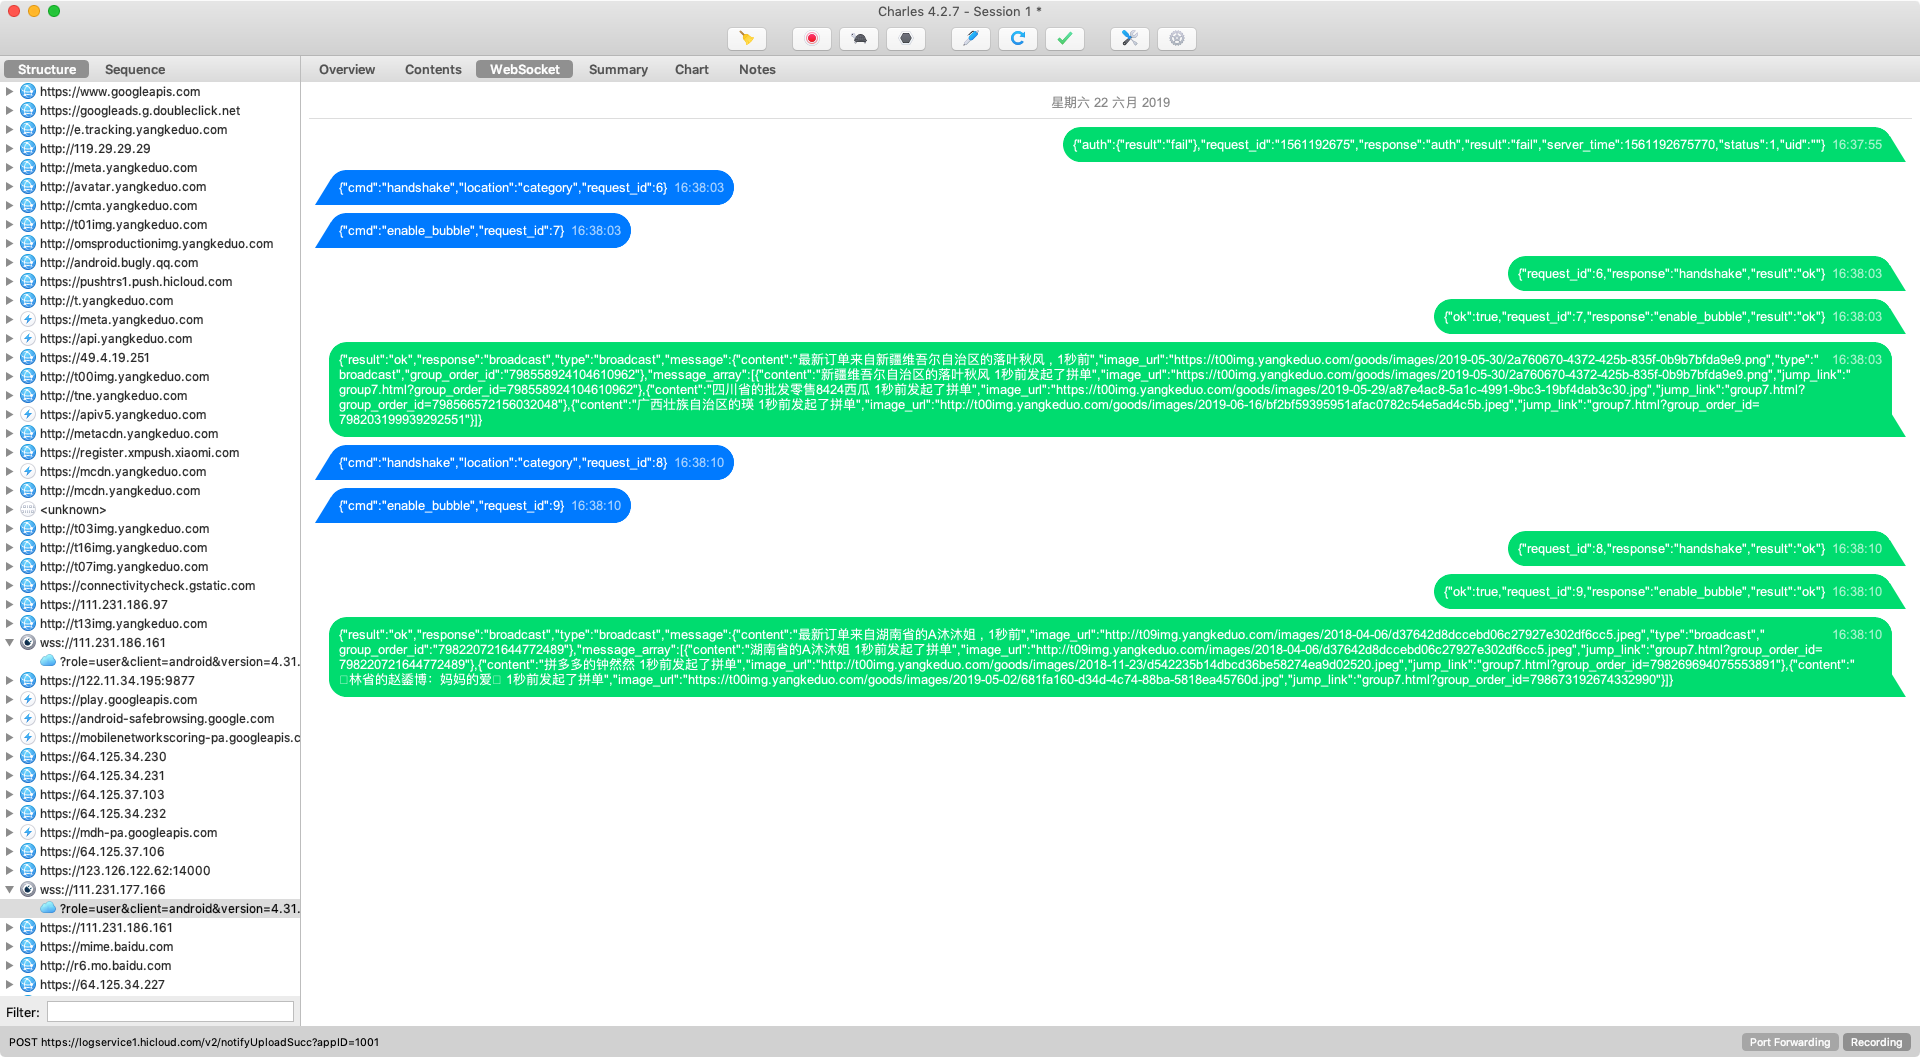 Charles 4.2.7 - Session 1 *
Structure
Sequence
Overview
Contents
WebSocket
Summary
Chart
Notes
https://www.googleapis.com
https://googleads.g.doubleclick.net
http://e.tracking.yangkeduo.com
http://119.29.29.29
http://meta.yangkeduo.com
http://avatar.yangkeduo.com
http://cmta.yangkeduo.com
http://t01img.yangkeduo.com
http://omsproductionimg.yangkeduo.com
http://android.bugly.qq.com
https://pushtrs1.push.hicloud.com
http://t.yangkeduo.com
https://meta.yangkeduo.com
https://api.yangkeduo.com
https://49.4.19.251
http://t00img.yangkeduo.com
http://tne.yangkeduo.com
https://apiv5.yangkeduo.com
http://metacdn.yangkeduo.com
https://register.xmpush.xiaomi.com
https://mcdn.yangkeduo.com
http://mcdn.yangkeduo.com
<unknown>
http://t03img.yangkeduo.com
http://t16img.yangkeduo.com
http://t07img.yangkeduo.com
https://connectivitycheck.gstatic.com
https://111.231.186.97
http://t13img.yangkeduo.com
wss://111.231.186.161
?role=user&client=android&version=4.31.
https://122.11.34.195:9877
https://play.googleapis.com
https://android-safebrowsing.google.com
https://mobilenetworkscoring-pa.googleapis.c
https://64.125.34.230
https://64.125.34.231
https://64.125.37.103
https://64.125.34.232
https://mdh-pa.googleapis.com
https://64.125.37.106
https://123.126.122.62:14000
wss://111.231.177.166
?role=user&client=android&version=4.31.
https://111.231.186.161
https://mime.baidu.com
http://r6.mo.baidu.com
https://64.125.34.227
Filter:
星期六 22 六月 2019
{"auth":{"result":"fail"},"request_id":"1561192675","response":"auth","result":"fail","server_time":1561192675770,"status":1,"uid":""} 16:37:55
{"cmd":"handshake","location":"category","request_id":6} 16:38:03
{"cmd":"enable_bubble","request_id":7} 16:38:03
{"request_id":6,"response":"handshake","result":"ok"} 16:38:03
{"ok":true,"request_id":7,"response":"enable_bubble","result":"ok"} 16:38:03
{"result":"ok","response":"broadcast","type":"broadcast","message":{"content":"最新订单来自新疆维吾尔自治区的落叶秋风，1秒前","image_url":"https://t00img.yangkeduo.com/goods/images/2019-05-30/2a760670-4372-425b-835f-0b9b7bfda9e9.png","type":" 16:38:03
broadcast","group_order_id":"798558924104610962"},"message_array":[{"content":"新疆维吾尔自治区的落叶秋风 1秒前发起了拼单","image_url":"https://t00img.yangkeduo.com/goods/images/2019-05-30/2a760670-4372-425b-835f-0b9b7bfda9e9.png","jump_link":"
group7.html?group_order_id=798558924104610962"},{"content":"四川省的批发零售8424西瓜 1秒前发起了拼单","image_url":"https://t00img.yangkeduo.com/goods/images/2019-05-29/a87e4ac8-5a1c-4991-9bc3-19bf4dab3c30.jpg","jump_link":"group7.html?
group_order_id=798566572156032048"},{"content":"广西壮族自治区的瑛 1秒前发起了拼单","image_url":"http://t00img.yangkeduo.com/goods/images/2019-06-16/bf2bf59395951afac0782c54e5ad4c5b.jpeg","jump_link":"group7.html?group_order_id=
798203199939292551"}]}
{"cmd":"handshake","location":"category","request_id":8} 16:38:10
{"cmd":"enable_bubble","request_id":9} 16:38:10
{"request_id":8,"response":"handshake","result":"ok"} 16:38:10
{"ok":true,"request_id":9,"response":"enable_bubble","result":"ok"} 16:38:10
{"result":"ok","response":"broadcast","type":"broadcast","message":{"content":"最新订单来自湖南省的A沐沐姐，1秒前","image_url":"http://t09img.yangkeduo.com/images/2018-04-06/d37642d8dccebd06c27927e302df6cc5.jpeg","type":"broadcast"," 16:38:10
group_order_id":"798220721644772489"},"message_array":[{"content":"湖南省的A沐沐姐 1秒前发起了拼单","image_url":"http://t09img.yangkeduo.com/images/2018-04-06/d37642d8dccebd06c27927e302df6cc5.jpeg","jump_link":"group7.html?group_order_id=
798220721644772489"},{"content":"拼多多的钟然然 1秒前发起了拼单","image_url":"http://t00img.yangkeduo.com/goods/images/2018-11-23/d542235b14dbcd36be58274ea9d02520.jpeg","jump_link":"group7.html?group_order_id=798269694075553891"},{"content":"
林省的赵鎏博：妈妈的爱 1秒前发起了拼单","image_url":"https://t00img.yangkeduo.com/goods/images/2019-05-02/681fa160-d34d-4c74-88ba-5818ea45760d.jpg","jump_link":"group7.html?group_order_id=798673192674332990"}]}
POST https://logservice1.hicloud.com/v2/notifyUploadSucc?appID=1001
Port Forwarding
Recording